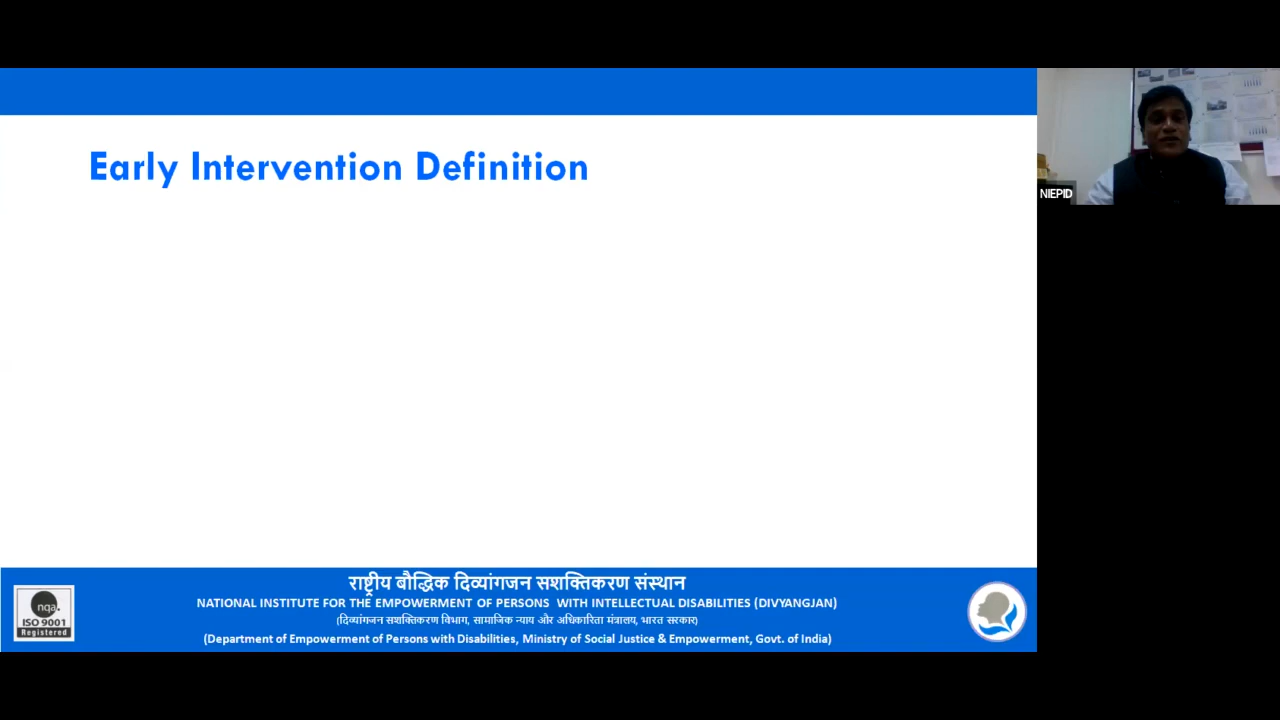 Early Intervention Definition
NIEPID
राष्ट्रीय बौद्धिक दिव्यांगजन सशक्तिकरण संस्थान
NATIONAL INSTITUTE FOR THE EMPOWERMENT OF PERSONS WITH INTELLECTUAL DISABILITIES (DIVYANGJAN)
(दिव्यांगजन सशक्तिकरण विभाग, सामाजिक न्याय और अधिकारिता मंत्रालय, भारत सरकार)
(Department of Empowerment of Persons with Disabilities, Ministry of Social Justice & Empowerment, Govt. of India)
nqa.
ISO 9001
Registered